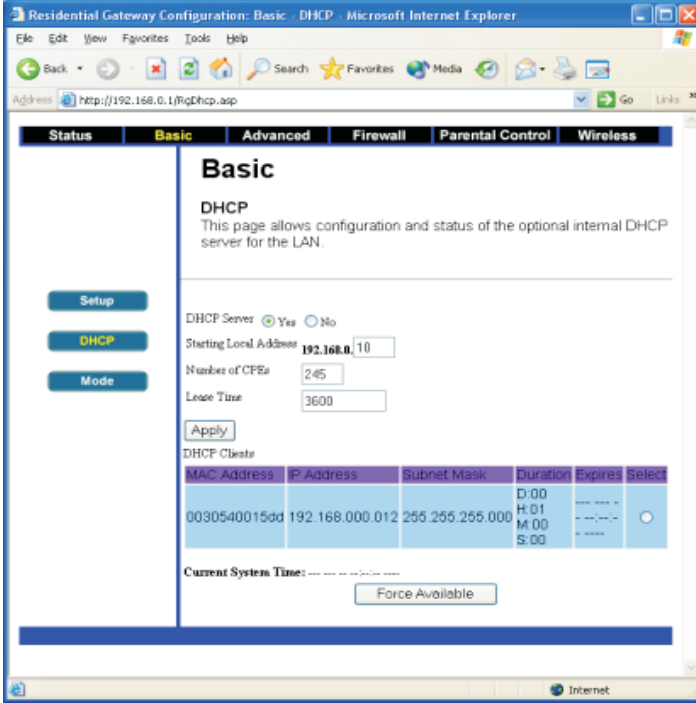 Residential Gateway Configuration: Basic - DHCP - Microsoft Internet Explorer
File Edit View Favorites Tools Help
Back Search Favorites Media
Address http://192.168.0.1/RgDhcp.asp Go Links »
Status Basic Advanced Firewall Parental Control Wireless
Basic
DHCP
This page allows configuration and status of the optional internal DHCP
server for the LAN.
Setup
DHCP
Mode
DHCP Server Yes No
Starting Local Address 192.168.0. 10
Number of CPEs 245
Lease Time 3600
Apply
DHCP Clients
MAC Address IP Address Subnet Mask Duration Expires Select
0030540015dd 192.168.000.012 255.255.255.000 D:00 H:01 M:00 S:00 --- --- -- --:--:-- ----
Current System Time: --- --- -- --:--:-- ----
Force Available
Internet